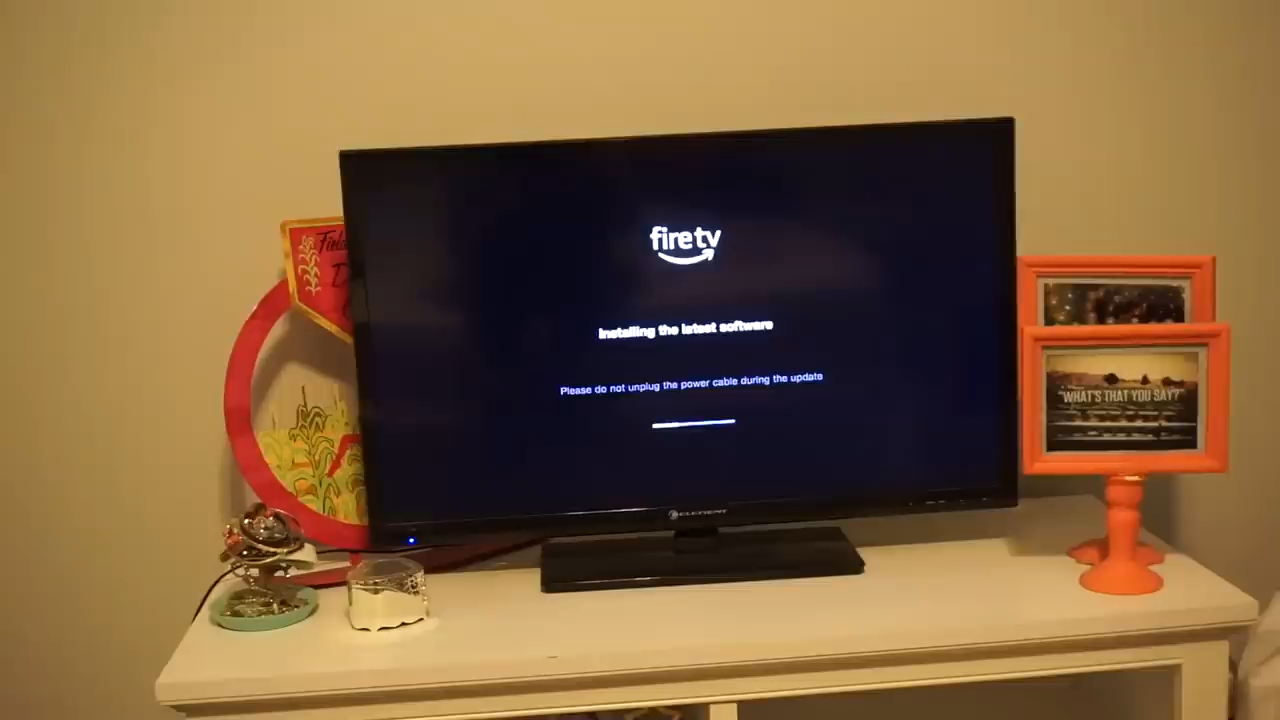 fire tv
Installing the latest software
Please do not unplug the power cable during the update
ELEMENT
"WHAT'S THAT YOU SAY?"